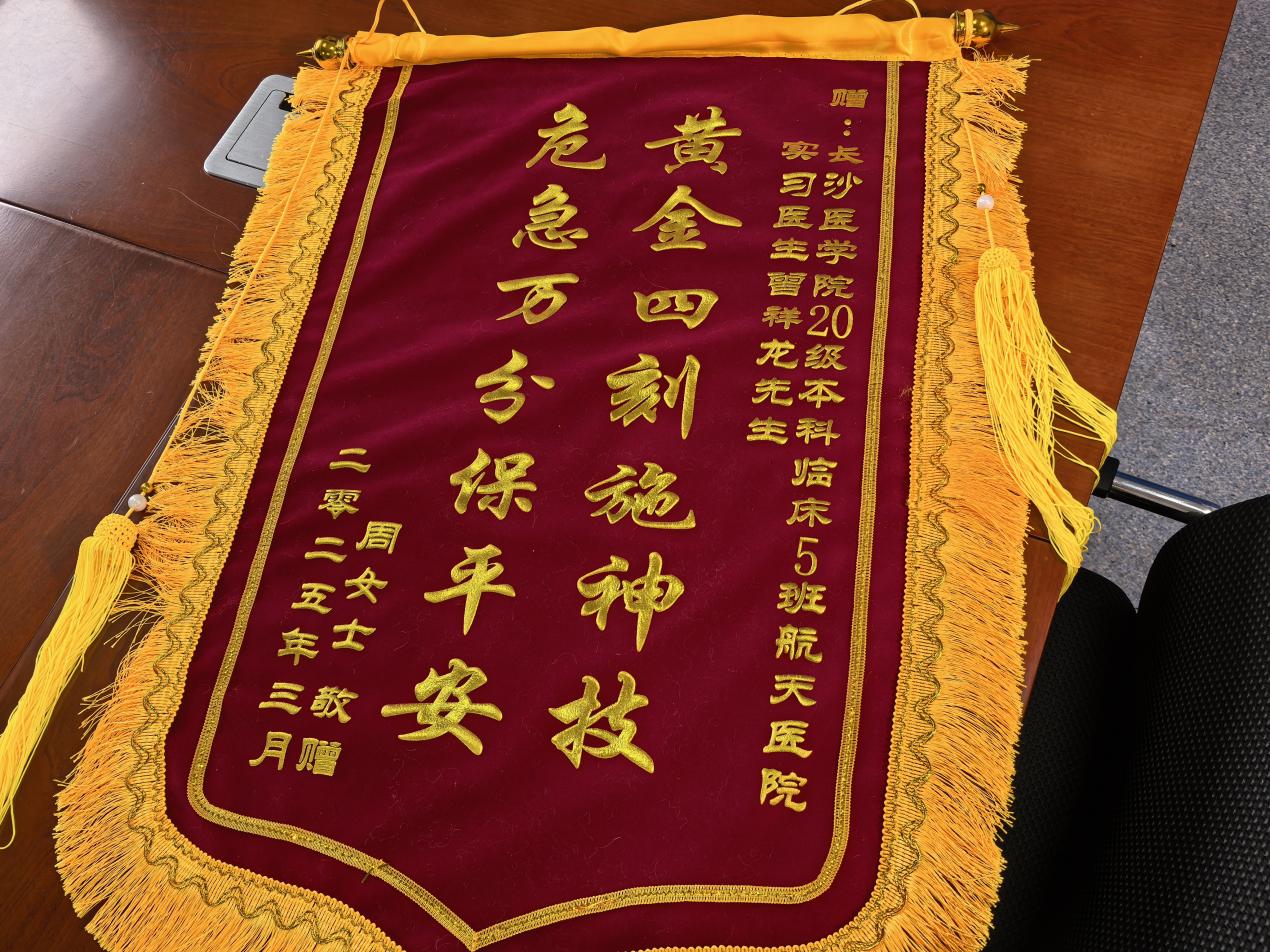 赠：长沙医学院20级本科临床5班航天医院
实习医生曾祥龙先生
黄金四刻施神技
危急万分保平安
周女士 敬赠
二零二五年三月